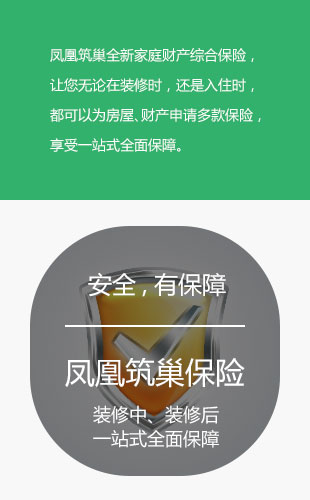 凤凰筑巢全新家庭财产综合保险，
让您无论在装修时，还是入住时，
都可以为房屋、财产申请多款保险，
享受一站式全面保障。
安全，有保障
凤凰筑巢保险
装修中、装修后
一站式全面保障